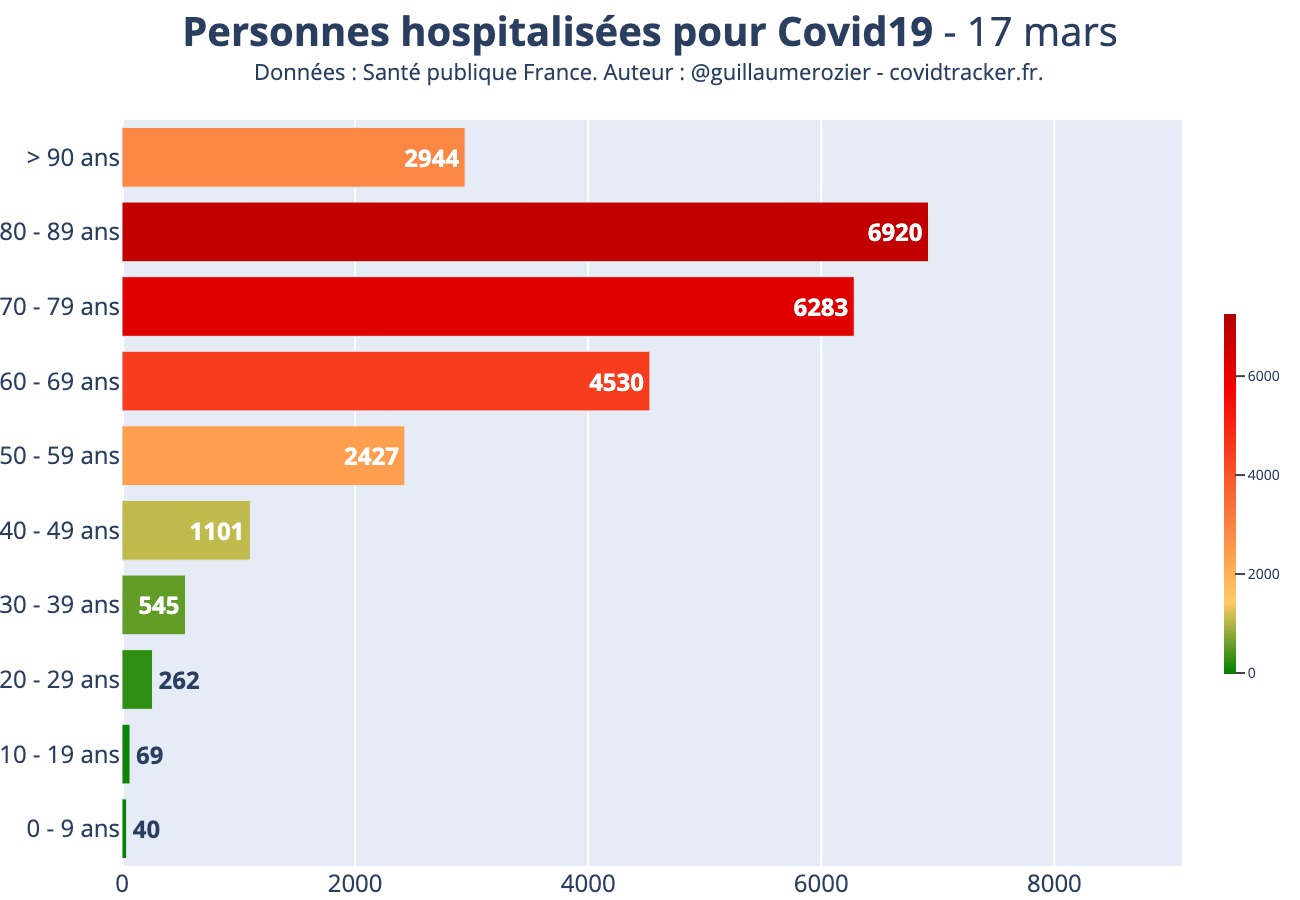 Personnes hospitalisées pour Covid19 - 17 mars
Données : Santé publique France. Auteur : @guillaumerozier - covidtracker.fr.
> 90 ans 2944
80 - 89 ans 6920
70 - 79 ans 6283
60 - 69 ans 4530
50 - 59 ans 2427
40 - 49 ans 1101
30 - 39 ans 545
20 - 29 ans 262
10 - 19 ans 69
0 - 9 ans 40
0 2000 4000 6000 8000
6000
4000
2000
0